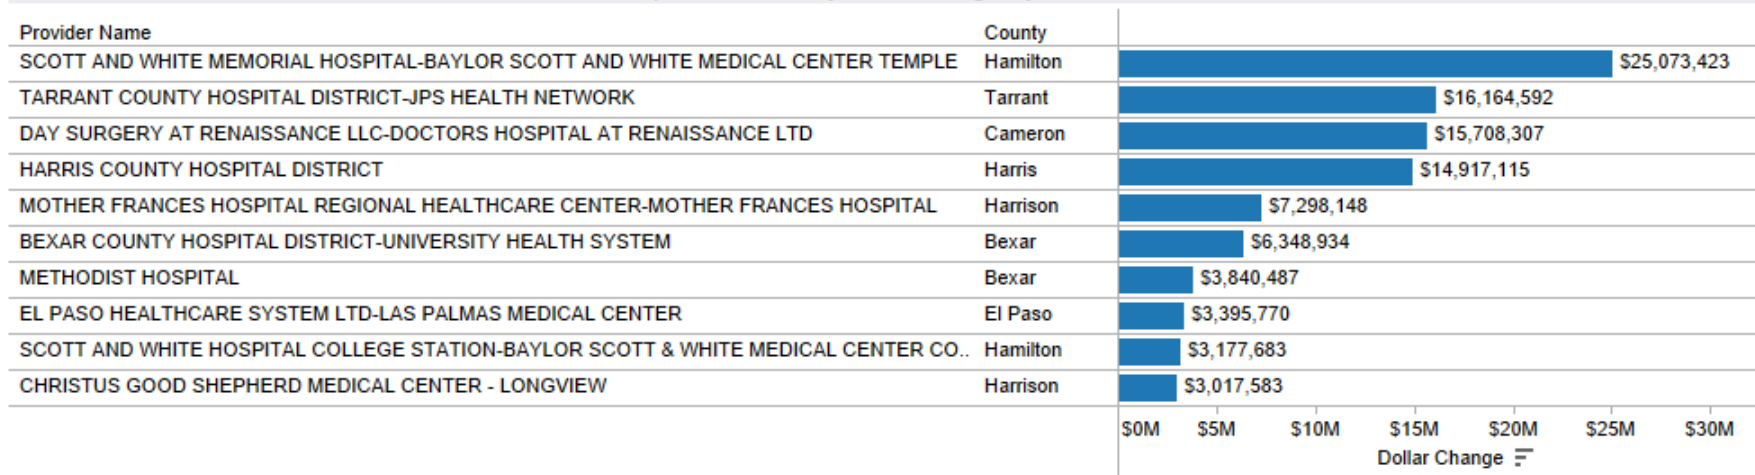 Provider Name County
SCOTT AND WHITE MEMORIAL HOSPITAL-BAYLOR SCOTT AND WHITE MEDICAL CENTER TEMPLE Hamilton $25,073,423
TARRANT COUNTY HOSPITAL DISTRICT-JPS HEALTH NETWORK Tarrant $16,164,592
DAY SURGERY AT RENAISSANCE LLC-DOCTORS HOSPITAL AT RENAISSANCE LTD Cameron $15,708,307
HARRIS COUNTY HOSPITAL DISTRICT Harris $14,917,115
MOTHER FRANCES HOSPITAL REGIONAL HEALTHCARE CENTER-MOTHER FRANCES HOSPITAL Harrison $7,298,148
BEXAR COUNTY HOSPITAL DISTRICT-UNIVERSITY HEALTH SYSTEM Bexar $6,348,934
METHODIST HOSPITAL Bexar $3,840,487
EL PASO HEALTHCARE SYSTEM LTD-LAS PALMAS MEDICAL CENTER El Paso $3,395,770
SCOTT AND WHITE HOSPITAL COLLEGE STATION-BAYLOR SCOTT & WHITE MEDICAL CENTER CO.. Hamilton $3,177,683
CHRISTUS GOOD SHEPHERD MEDICAL CENTER - LONGVIEW Harrison $3,017,583
$0M $5M $10M $15M $20M $25M $30M
Dollar Change